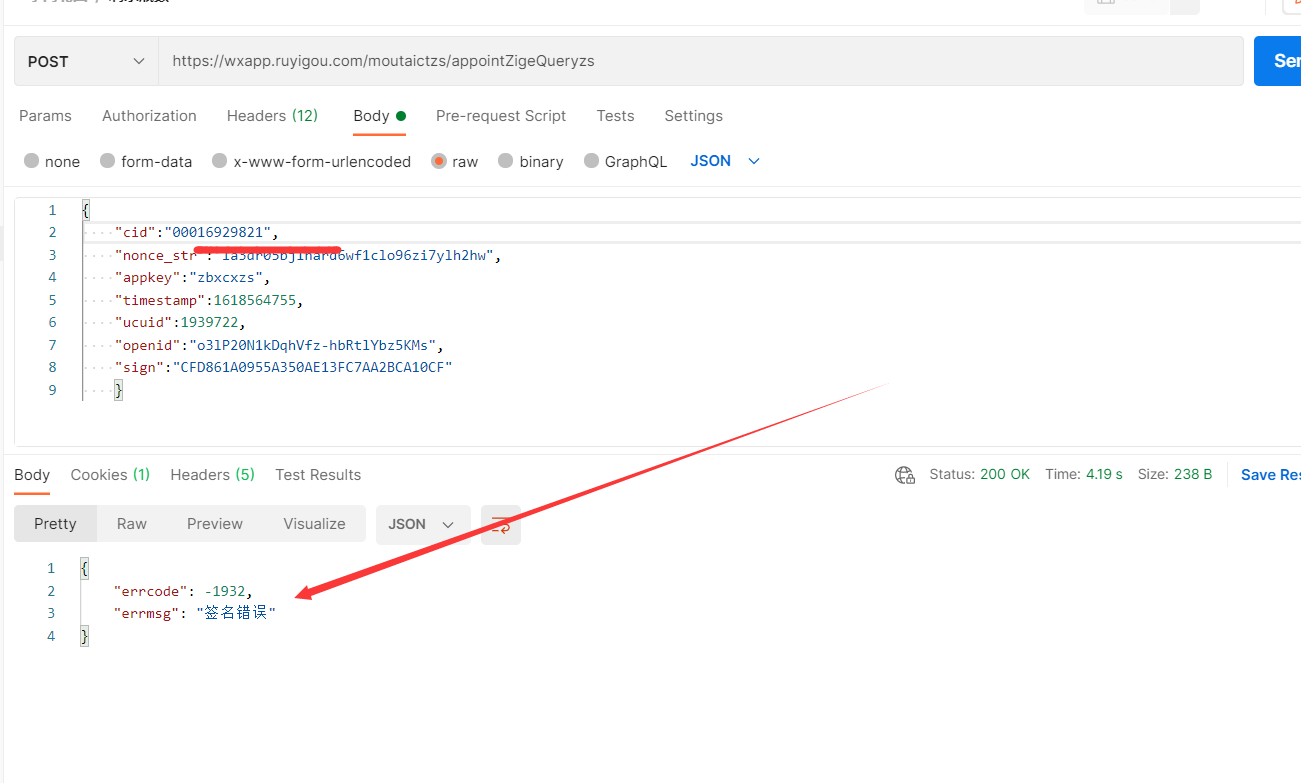 POST
https://wxapp.ruyigou.com/moutaictzs/appointZigeQueryzs
Params Authorization Headers (12) Body Pre-request Script Tests Settings
none form-data x-www-form-urlencoded raw binary GraphQL JSON
1 {
2 "cid":"00016929821",
3 "nonce_str
4 "appkey":"zbxcxzs",
5 "timestamp":1618564755,
6 "ucuid":1939722,
7 "openid":"o3lP20N1kDqhVfz-hbRtlYbz5KMs",
8 "sign":"CFD861A0955A350AE13FC7AA2BCA10CF"
9 }
Body Cookies (1) Headers (5) Test Results Status: 200 OK Time: 4.19 s Size: 238 B Save Res
Pretty Raw Preview Visualize JSON
1 {
2 "errcode": -1932,
3 "errmsg": "签名错误"
4 }